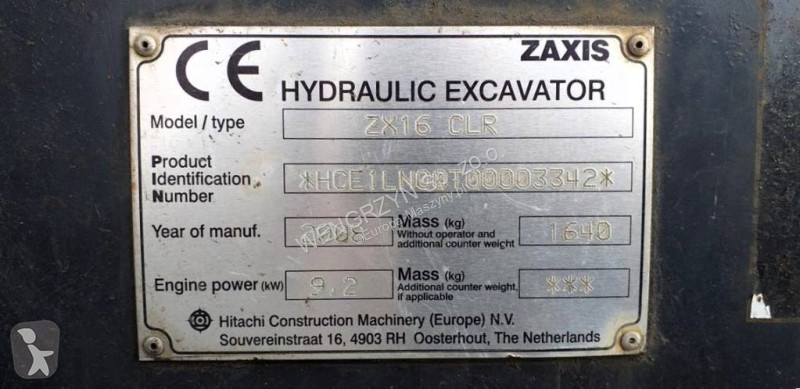 CE ZAXIS
HYDRAULIC EXCAVATOR
Model / type ZX16 CLR
Product
Identification
Number
Year of manuf. Mass (kg) 1640
Without operator and
additional counter weight
Engine power (kW) 9.2 Mass (kg) ***
Additional counter weight,
if applicable
Hitachi Construction Machinery (Europe) N.V.
Souvereinstraat 16, 4903 RH Oosterhout, The Netherlands